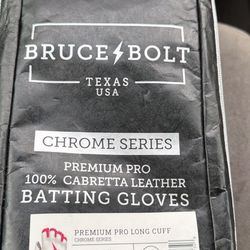 BRUCE BOLT
TEXAS
USA
CHROME SERIES
PREMIUM PRO
100% CABRETTA LEATHER
BATTING GLOVES
PREMIUM PRO LONG CUFF
CHROME SERIES